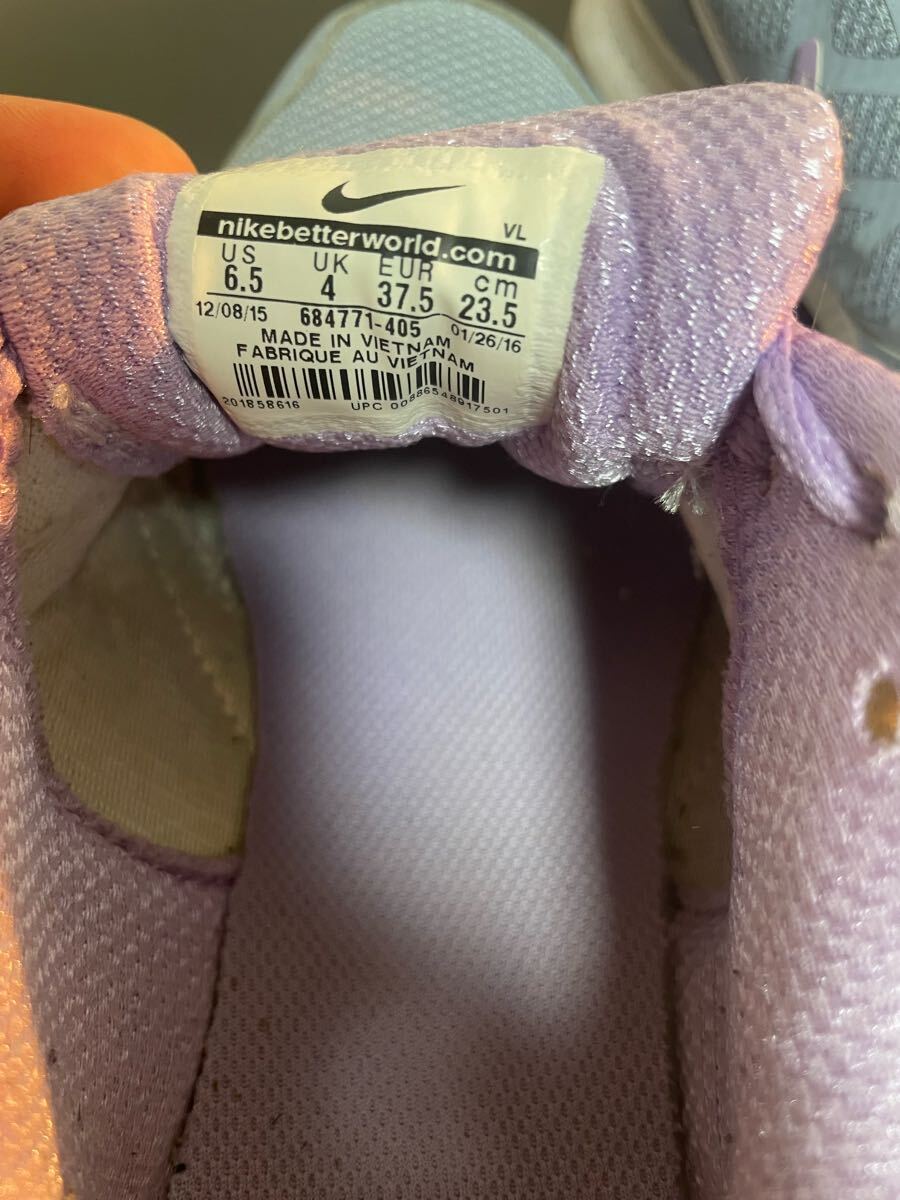 VL
nikebetterworld.com
US UK EUR cm
6.5 4 37.5 23.5
12/08/15 684771-405 01/26/16
MADE IN VIETNAM
FABRIQUE AU VIETNAM
201858616 UPC 00886548917501